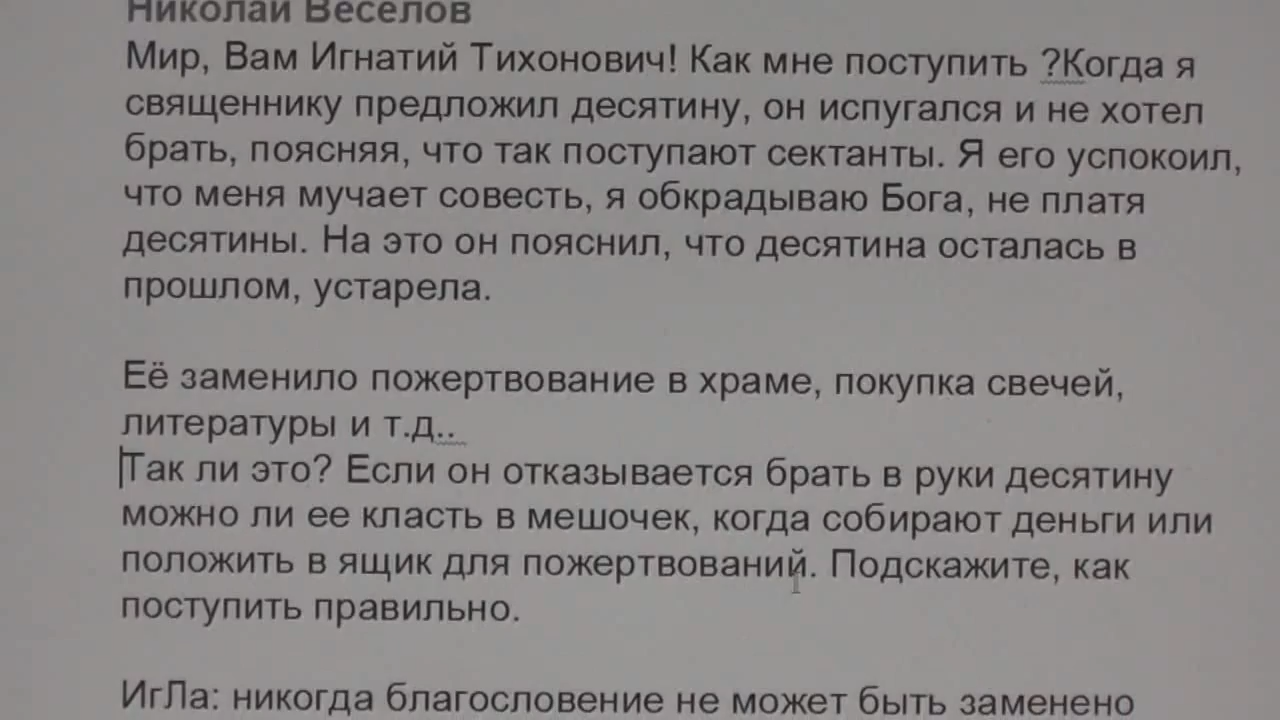 Николай Веселов
Мир, Вам Игнатий Тихонович! Как мне поступить ?Когда я
священнику предложил десятину, он испугался и не хотел
брать, поясняя, что так поступают сектанты. Я его успокоил,
что меня мучает совесть, я обкрадываю Бога, не платя
десятины. На это он пояснил, что десятина осталась в
прошлом, устарела.
Её заменило пожертвование в храме, покупка свечей,
литературы и т.д..
Так ли это? Если он отказывается брать в руки десятину
можно ли ее класть в мешочек, когда собирают деньги или
положить в ящик для пожертвований. Подскажите, как
поступить правильно.
ИгЛа: никогда благословение не может быть заменено